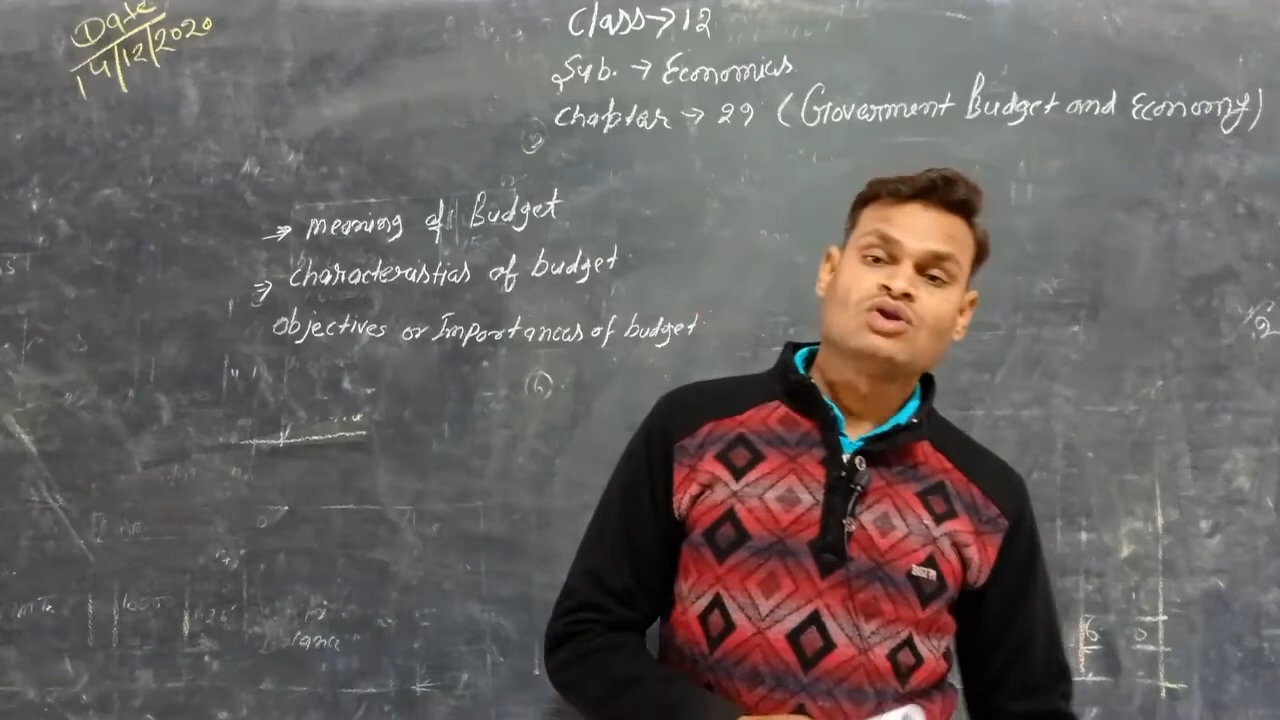 Date
14/12/2020
Class → 12
Sub. → Economics
Chapter → 29 (Goverment Budget and Economy)
⇒ meaning of Budget
⇒ characteristics of budget
objectives or Importances of budget